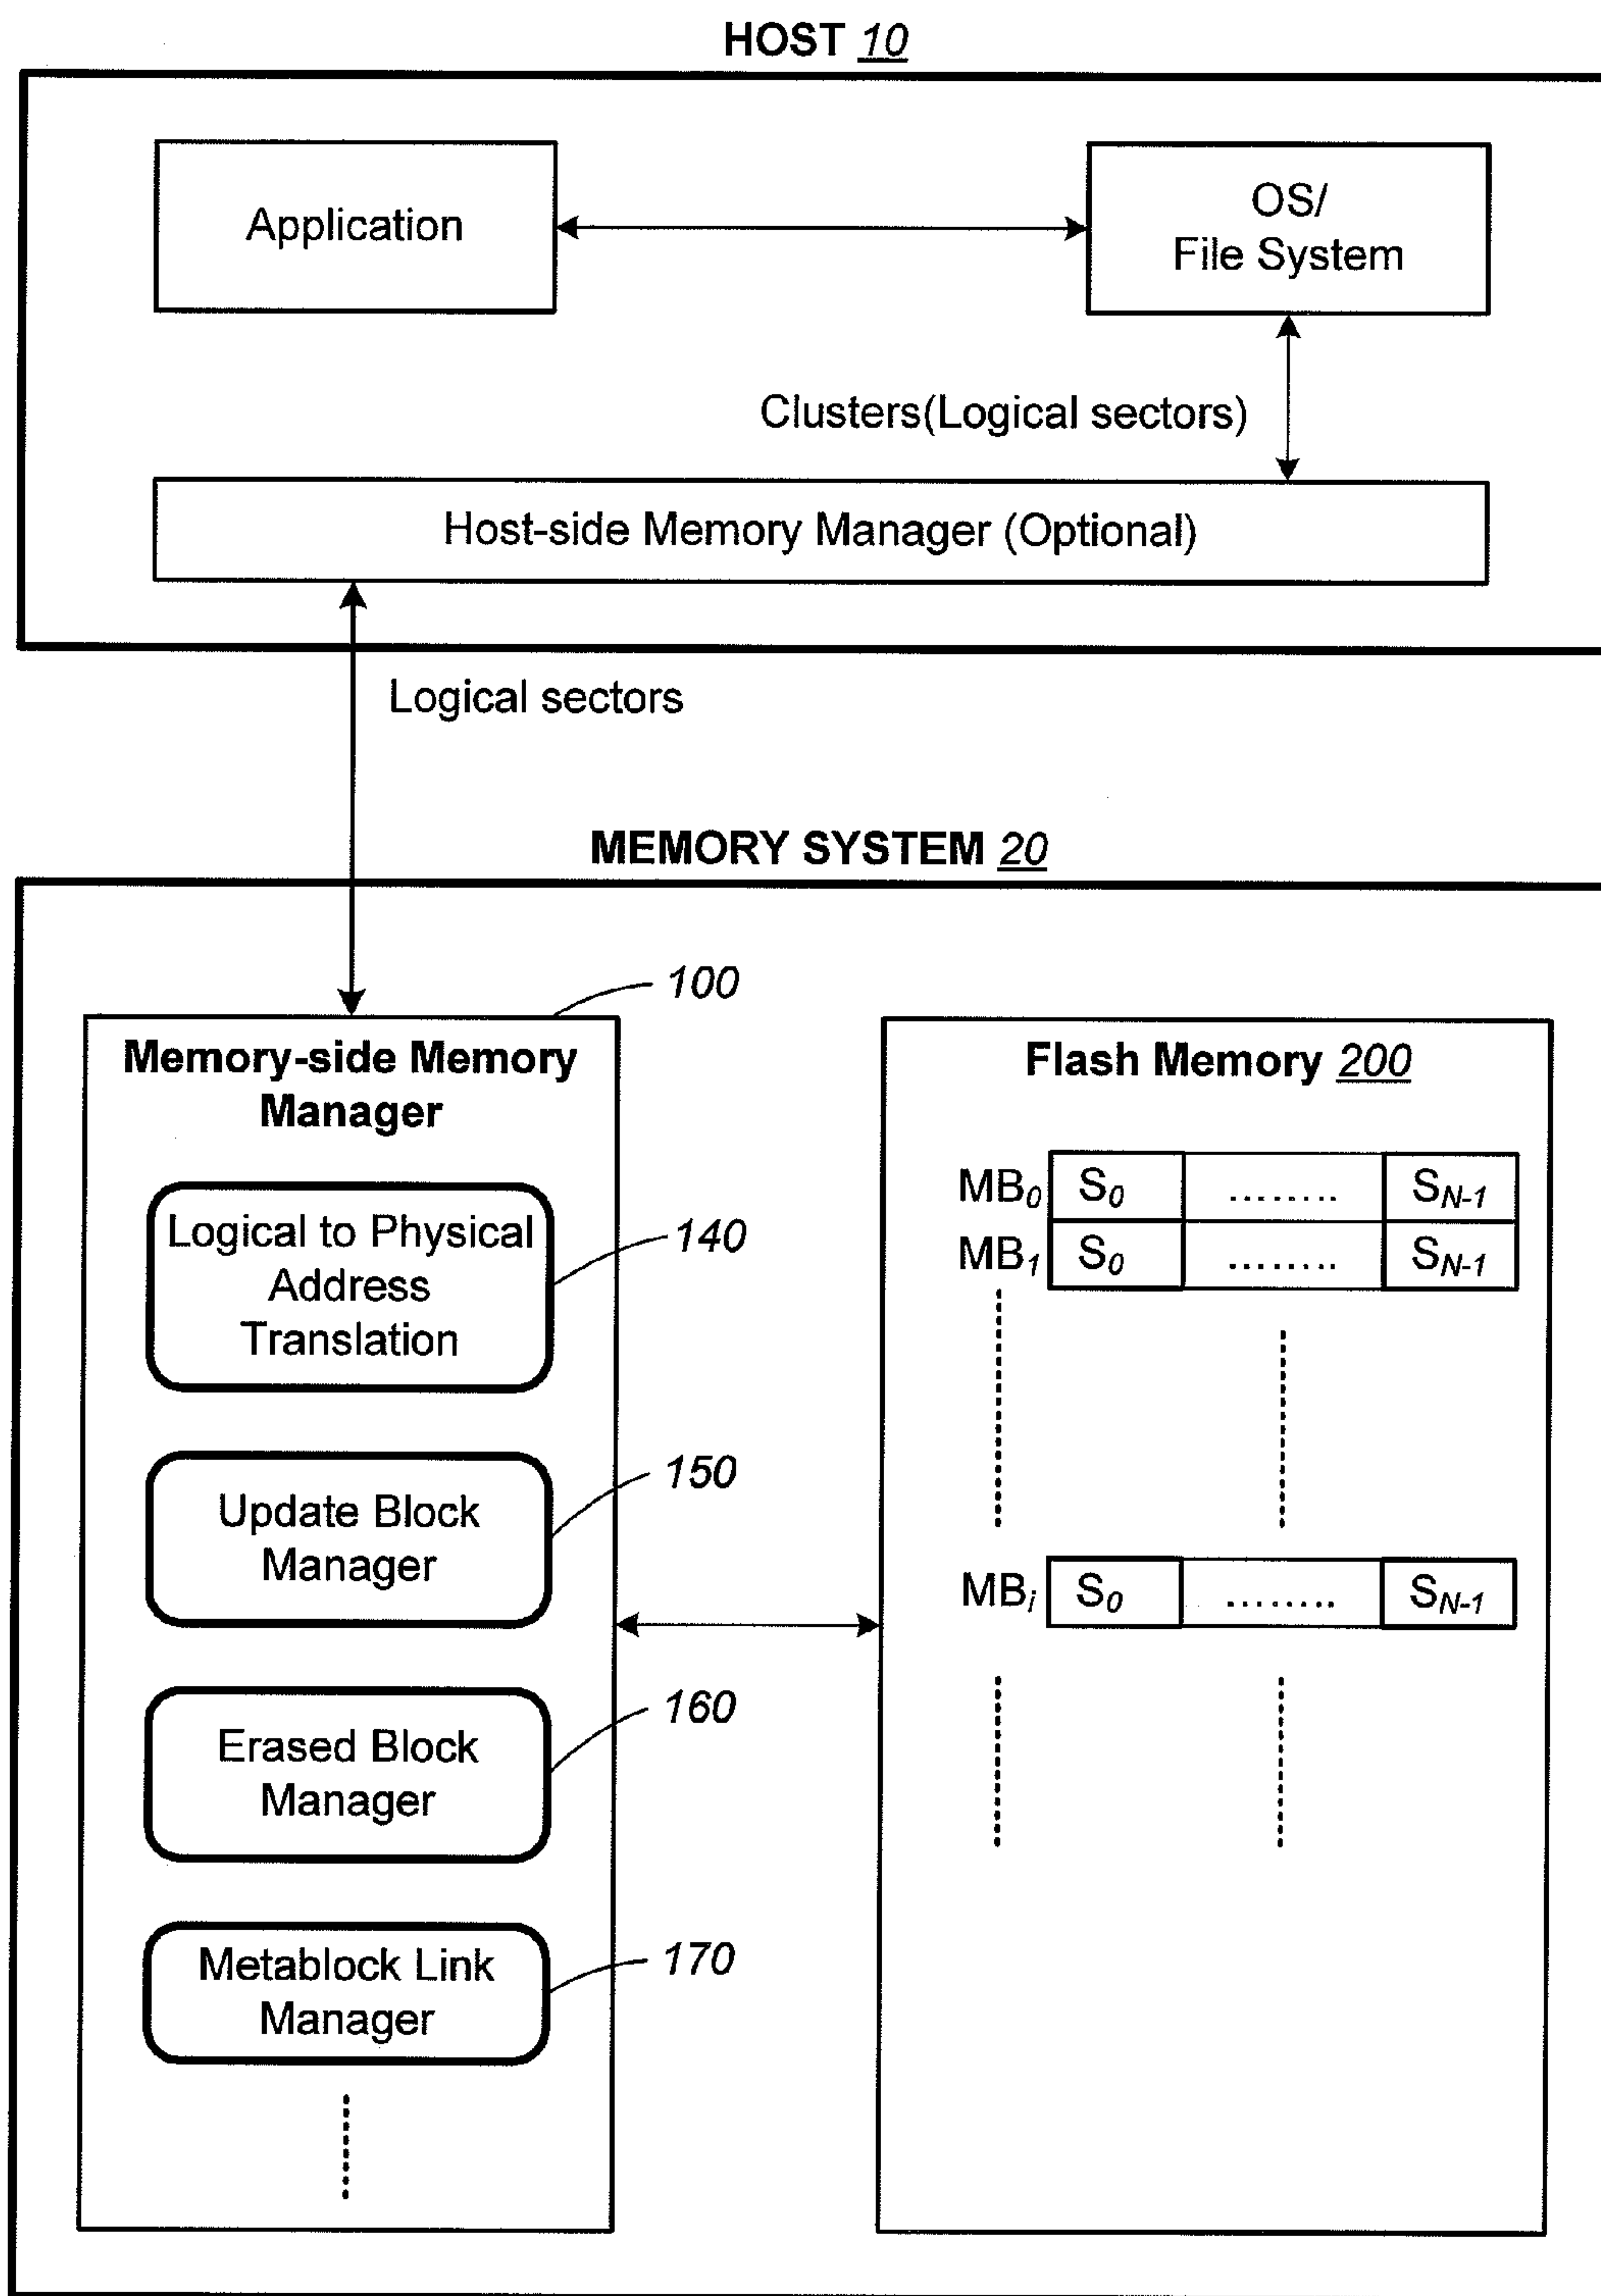 HOST 10
Application
OS/
File System
Clusters(Logical sectors)
Host-side Memory Manager (Optional)
Logical sectors
MEMORY SYSTEM 20
100
Memory-side Memory
Manager
Logical to Physical
Address
Translation
140
Update Block
Manager
150
Erased Block
Manager
160
Metablock Link
Manager
170
Flash Memory 200
MB0 S0 ........ SN-1
MB1 S0 ........ SN-1
MBi S0 ........ SN-1